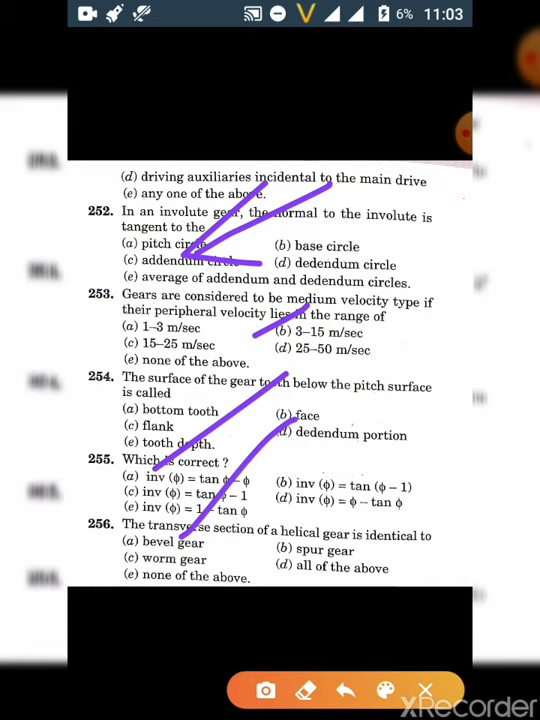 6% 11:03
(d) driving auxiliaries incidental to the main drive
(e) any one of the above.
252. In an involute gear, the normal to the involute is
tangent to the
(a) pitch circle (b) base circle
(c) addendum circle (d) dedendum circle
(e) average of addendum and dedendum circles.
253. Gears are considered to be medium velocity type if
their peripheral velocity lies in the range of
(a) 1–3 m/sec (b) 3–15 m/sec
(c) 15–25 m/sec (d) 25–50 m/sec
(e) none of the above.
254. The surface of the gear tooth below the pitch surface
is called
(a) bottom tooth (b) face
(c) flank (d) dedendum portion
(e) tooth depth.
255. Which is correct ?
(a) inv (ϕ) = tan ϕ – ϕ (b) inv (ϕ) = tan (ϕ – 1)
(c) inv (ϕ) = tan ϕ – 1 (d) inv (ϕ) = ϕ – tan ϕ
(e) inv (ϕ) = 1 – tan ϕ
256. The transverse section of a helical gear is identical to
(a) bevel gear (b) spur gear
(c) worm gear (d) all of the above
(e) none of the above.
XRecorder